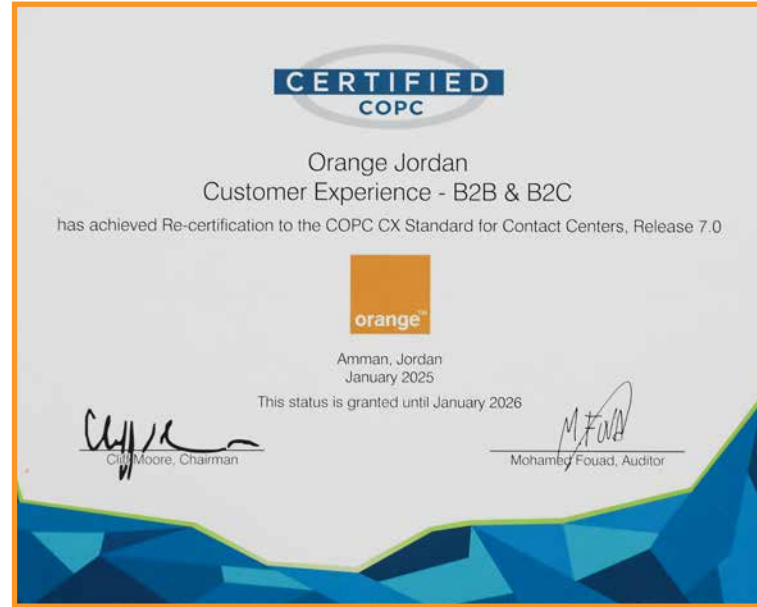 CERTIFIED
COPC
Orange Jordan
Customer Experience - B2B & B2C
has achieved Re-certification to the COPC CX Standard for Contact Centers, Release 7.0
orange™
Amman, Jordan
January 2025
This status is granted until January 2026
Cliff Moore, Chairman
Mohamed Fouad, Auditor